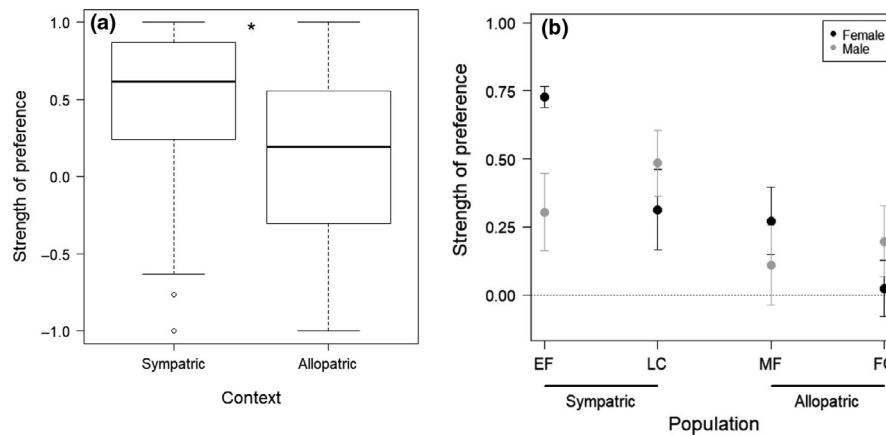 (a)
*
1.0
0.5
0.0
−0.5
−1.0
Strength of preference
Sympatric
Allopatric
Context
(b)
Female
Male
1.00
0.75
0.50
0.25
0.00
Strength of preference
EF
LC
MF
Sympatric
Allopatric
Population